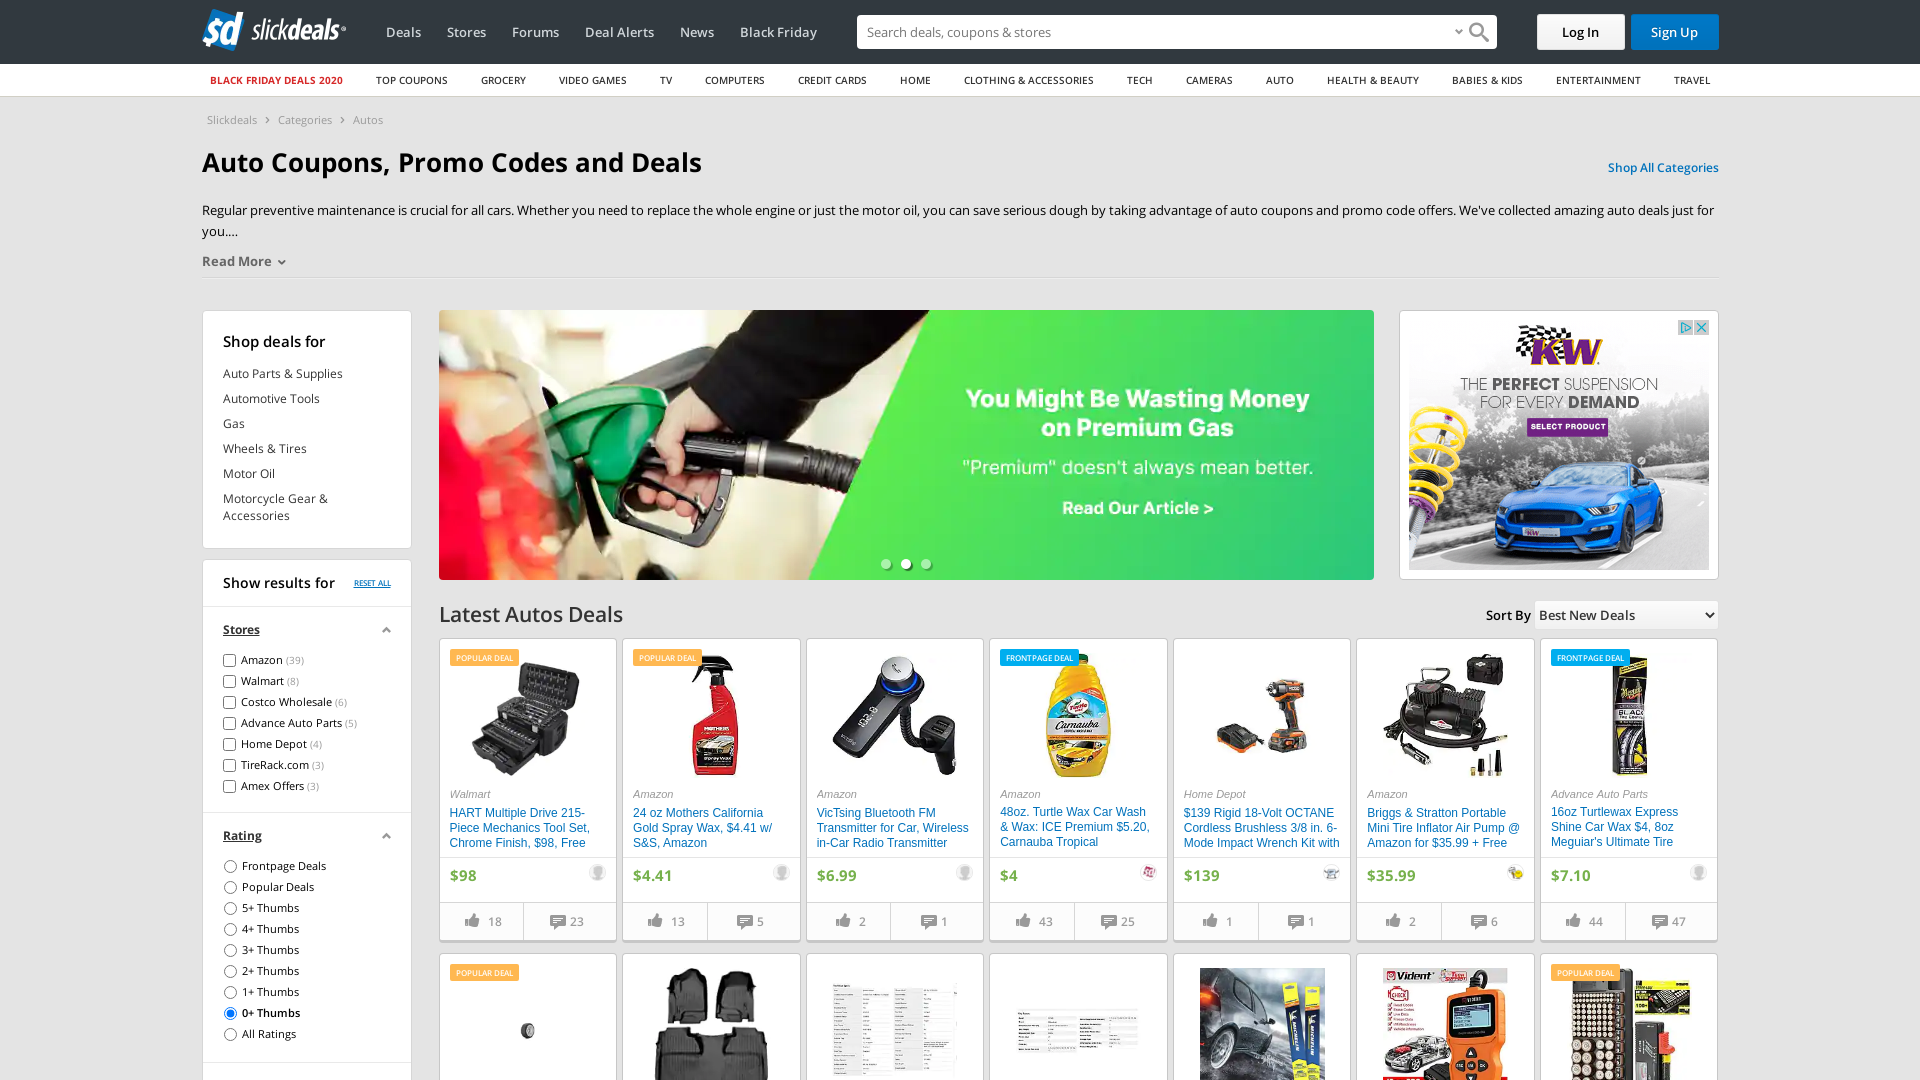 slickdeals
Deals
Stores
Forums
Deal Alerts
News
Black Friday
Search deals, coupons & stores
Log In
Sign Up
BLACK FRIDAY DEALS 2020
TOP COUPONS
GROCERY
VIDEO GAMES
TV
COMPUTERS
CREDIT CARDS
HOME
CLOTHING & ACCESSORIES
TECH
CAMERAS
AUTO
HEALTH & BEAUTY
BABIES & KIDS
ENTERTAINMENT
TRAVEL
Slickdeals > Categories > Autos
Auto Coupons, Promo Codes and Deals
Shop All Categories
Regular preventive maintenance is crucial for all cars. Whether you need to replace the whole engine or just the motor oil, you can save serious dough by taking advantage of auto coupons and promo code offers. We've collected amazing auto deals just for
you....
Read More
Shop deals for
Auto Parts & Supplies
Automotive Tools
Gas
Wheels & Tires
Motor Oil
Motorcycle Gear &
Accessories
Show results for
RESET ALL
Stores
Amazon (39)
Walmart (8)
Costco Wholesale (6)
Advance Auto Parts (5)
Home Depot (4)
TireRack.com (3)
Amex Offers (3)
Rating
Frontpage Deals
Popular Deals
5+ Thumbs
4+ Thumbs
3+ Thumbs
2+ Thumbs
1+ Thumbs
0+ Thumbs
All Ratings
You Might Be Wasting Money
on Premium Gas
"Premium" doesn't always mean better.
Read Our Article >
KW
THE PERFECT SUSPENSION
FOR EVERY DEMAND
SELECT PRODUCT
Latest Autos Deals
Sort By
Best New Deals
POPULAR DEAL
Walmart
HART Multiple Drive 215-
Piece Mechanics Tool Set,
Chrome Finish, $98, Free
$98
18
23
POPULAR DEAL
Amazon
24 oz Mothers California
Gold Spray Wax, $4.41 w/
S&S, Amazon
$4.41
13
5
Amazon
VicTsing Bluetooth FM
Transmitter for Car, Wireless
in-Car Radio Transmitter
$6.99
2
1
FRONTPAGE DEAL
Carnauba
Amazon
48oz. Turtle Wax Car Wash
& Wax: ICE Premium $5.20,
Carnauba Tropical
$4
43
25
Home Depot
$139 Rigid 18-Volt OCTANE
Cordless Brushless 3/8 in. 6-
Mode Impact Wrench Kit with
$139
1
1
Amazon
Briggs & Stratton Portable
Mini Tire Inflator Air Pump @
Amazon for $35.99 + Free
$35.99
2
6
FRONTPAGE DEAL
Advance Auto Parts
16oz Turtlewax Express
Shine Car Wax $4, 8oz
Meguiar's Ultimate Tire
$7.10
44
47
POPULAR DEAL
Vident
CHECK
POPULAR DEAL